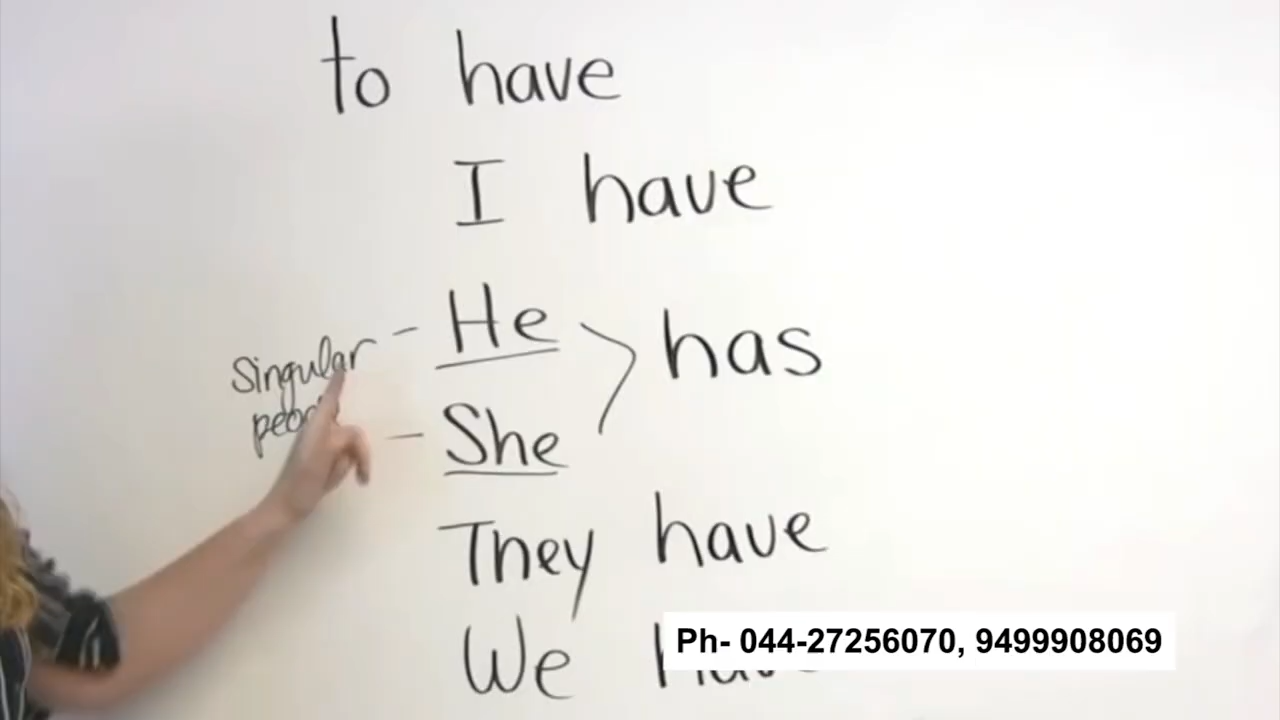 to have
I have
He
She
has
Singular
They have
We
Ph- 044-27256070, 9499908069